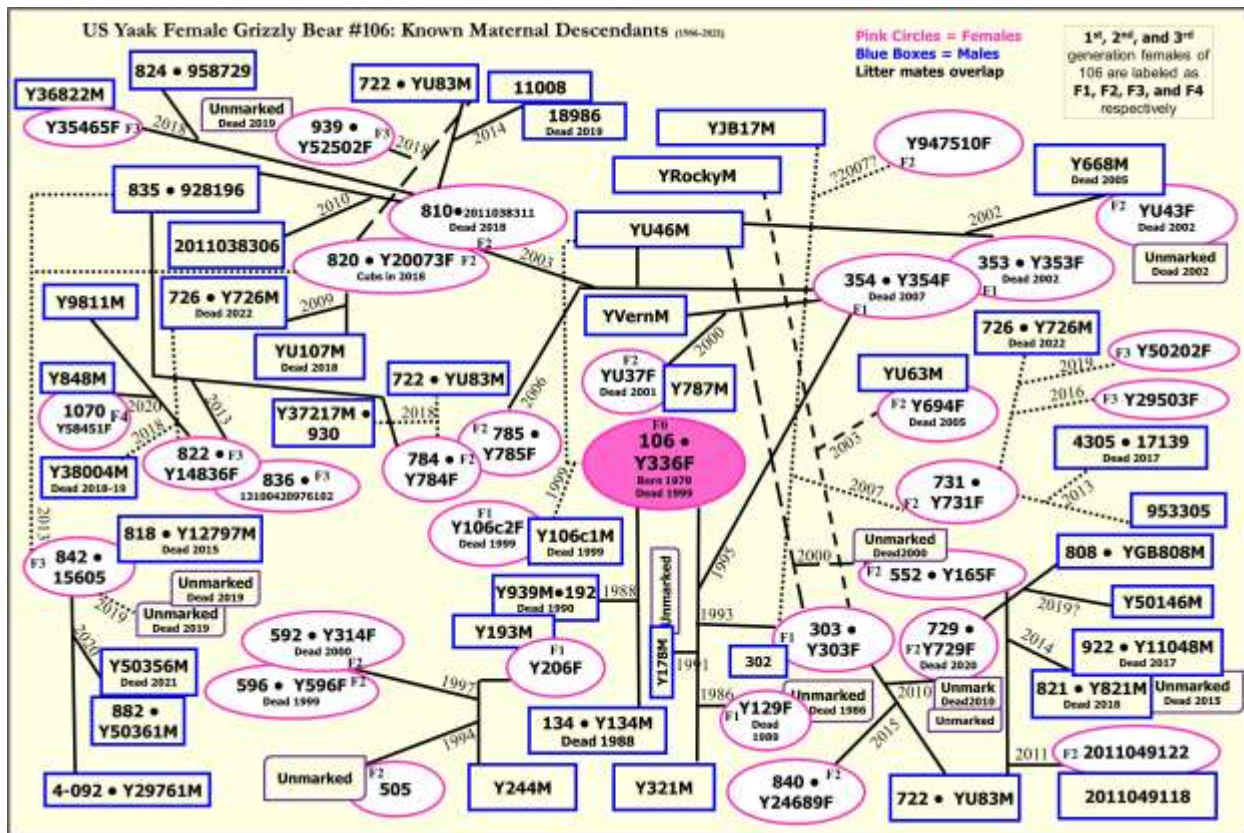 US Yaak Female Grizzly Bear #106: Known Maternal Descendants
Pink Circles = Females
Blue Boxes = Males
Litter mates overlap
1st, 2nd, and 3rd
generation females of
106 are labeled as
F1, F2, F3, and F4
respectively
824 • 958729
Y36822M
Y35465F F3
2018
Unmarked
Dead 2019
722 • YU83M
939 •
Y52502F
F3
2018
11008
18986
Dead 2019
2014
YJB17M
YRockyM
Y947510F
F2
?2007?
Y668M
Dead 2005
F2
YU43F
Dead 2002
Unmarked
Dead 2002
2002
835 • 928196
2010
2011038306
810•2011038311
Dead 2018
F2
820 • Y20073F F2
Cubs in 2018
2003
YU46M
354 • Y354F
Dead 2007
F1
353 • Y353F
Dead 2002
F1
Y9811M
726 • Y726M
Dead 2022
2009
YU107M
Dead 2018
YVernM
2000
F2
YU37F
Dead 2001
Y787M
726 • Y726M
Dead 2022
2019
F3 Y50202F
2016
F3 Y29503F
YU63M
F2 Y694F
Dead 2005
2003
Y848M
1070
F4
Y58451F
2020
2018
2013
Y38004M
Dead 2018-19
822 •
F3
Y14836F
836 •
F3
Y37217M •
930
722 • YU83M
2018
784 •
F2
Y784F
F2
785 •
Y785F
2006
F0
106 •
Y336F
Dead 1999
1999
F1
Y106c2F
Dead 1999
Y106c1M
Dead 1999
1995
4305 • 17139
Dead 2017
2013
953305
731 •
F2
Y731F
2007
2013
818 • Y12797M
Dead 2015
F3
842 •
15605
Unmarked
Dead 2019
Unmarked
Dead 2019
2019
2020
Y50356M
Dead 2021
882 •
Y50361M
4-092 • Y29761M
592 • Y314F
Dead 2000
F2
596 • Y596F
F2
Dead 1999
1997
1994
Unmarked
F2
505
Y244M
Y939M•192
Dead 1990
Y193M
F1
Y206F
1988
134 • Y134M
Dead 1988
Unmarked
Y178M
1991
1993
302
F1
303 •
Y303F
1986
F1
Y129F
Dead
Unmarked
Dead 1986
Y321M
Unmarked
Dead2000
2000
F2
552 • Y165F
808 • YGB808M
2019?
Y50146M
729 •
F2
Y729F
Dead 2020
2010
Unmark
Unmarked
2014
922 • Y11048M
Dead 2017
821 • Y821M
Dead 2018
Unmarked
Dead 2015
2015
840 •
F2
Y24689F
722 • YU83M
2011
F2 2011049122
2011049118